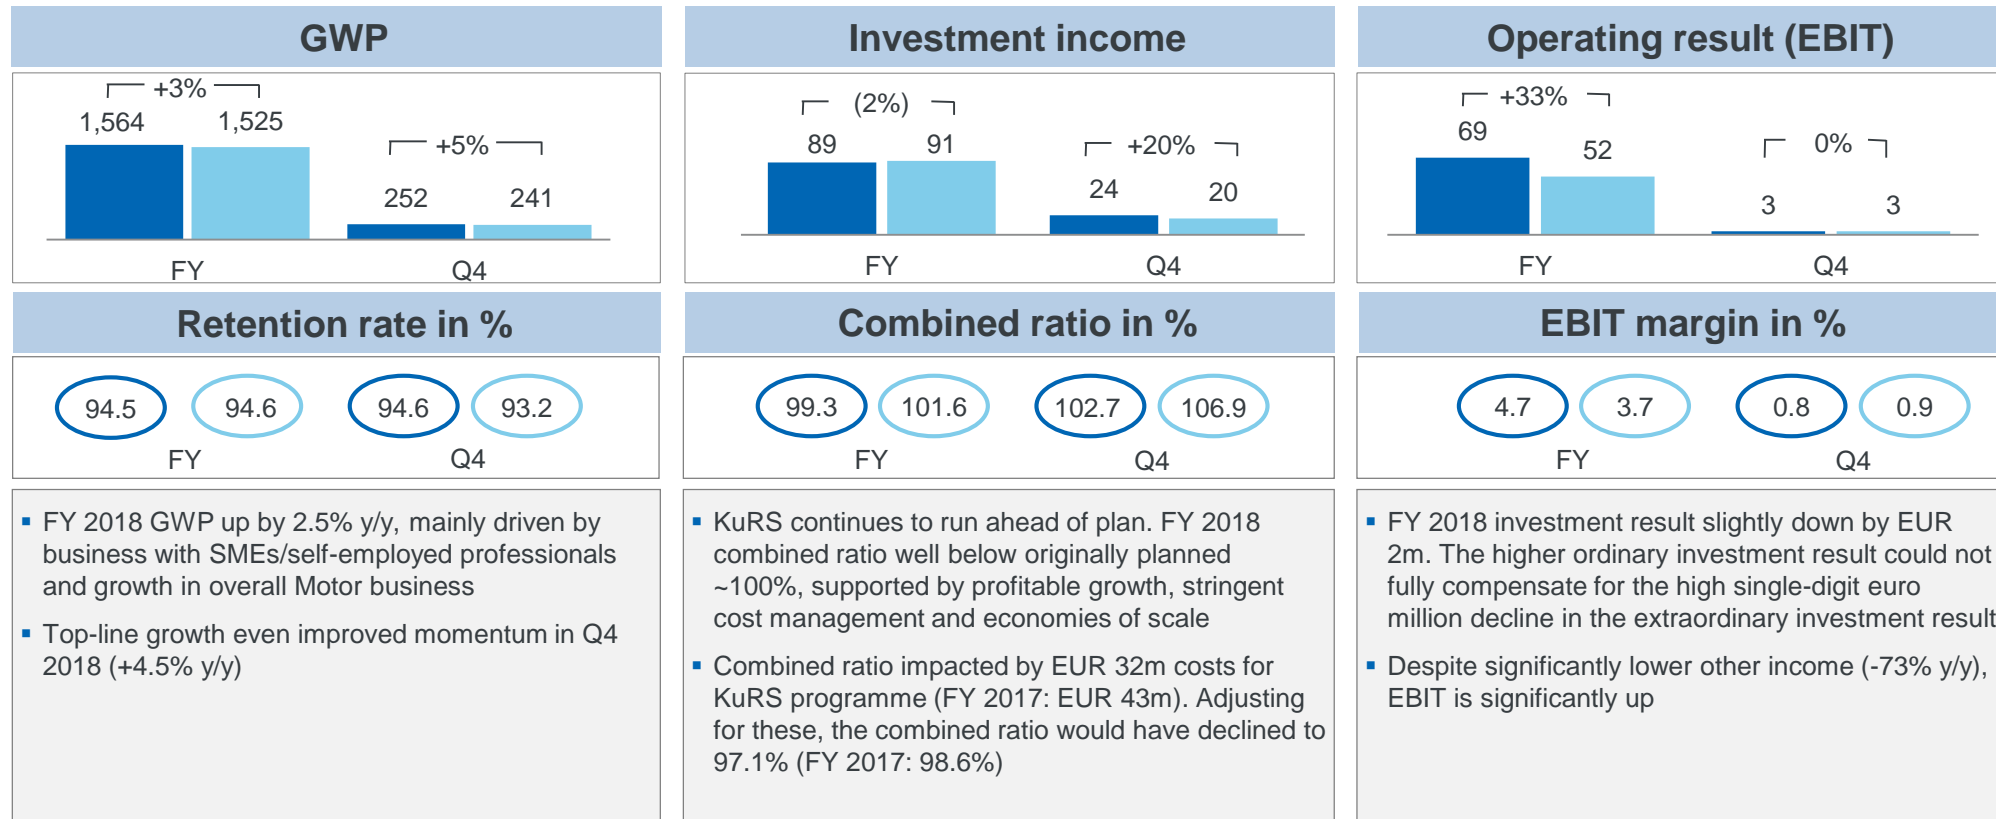 GWP
+3%
1,564
1,525
+5%
252
241
FY
Q4
Investment income
(2%)
89
91
+20%
24
20
FY
Q4
Operating result (EBIT)
+33%
69
52
0%
3
3
FY
Q4
Retention rate in %
94.5
94.6
94.6
93.2
FY
Q4
Combined ratio in %
99.3
101.6
102.7
106.9
FY
Q4
EBIT margin in %
4.7
3.7
0.8
0.9
FY
Q4
▪ FY 2018 GWP up by 2.5% y/y, mainly driven by
business with SMEs/self-employed professionals
and growth in overall Motor business
▪ Top-line growth even improved momentum in Q4
2018 (+4.5% y/y)
▪ KuRS continues to run ahead of plan. FY 2018
combined ratio well below originally planned
~100%, supported by profitable growth, stringent
cost management and economies of scale
▪ Combined ratio impacted by EUR 32m costs for
KuRS programme (FY 2017: EUR 43m). Adjusting
for these, the combined ratio would have declined to
97.1% (FY 2017: 98.6%)
▪ FY 2018 investment result slightly down by EUR
2m. The higher ordinary investment result could not
fully compensate for the high single-digit euro
million decline in the extraordinary investment result
▪ Despite significantly lower other income (-73% y/y),
EBIT is significantly up